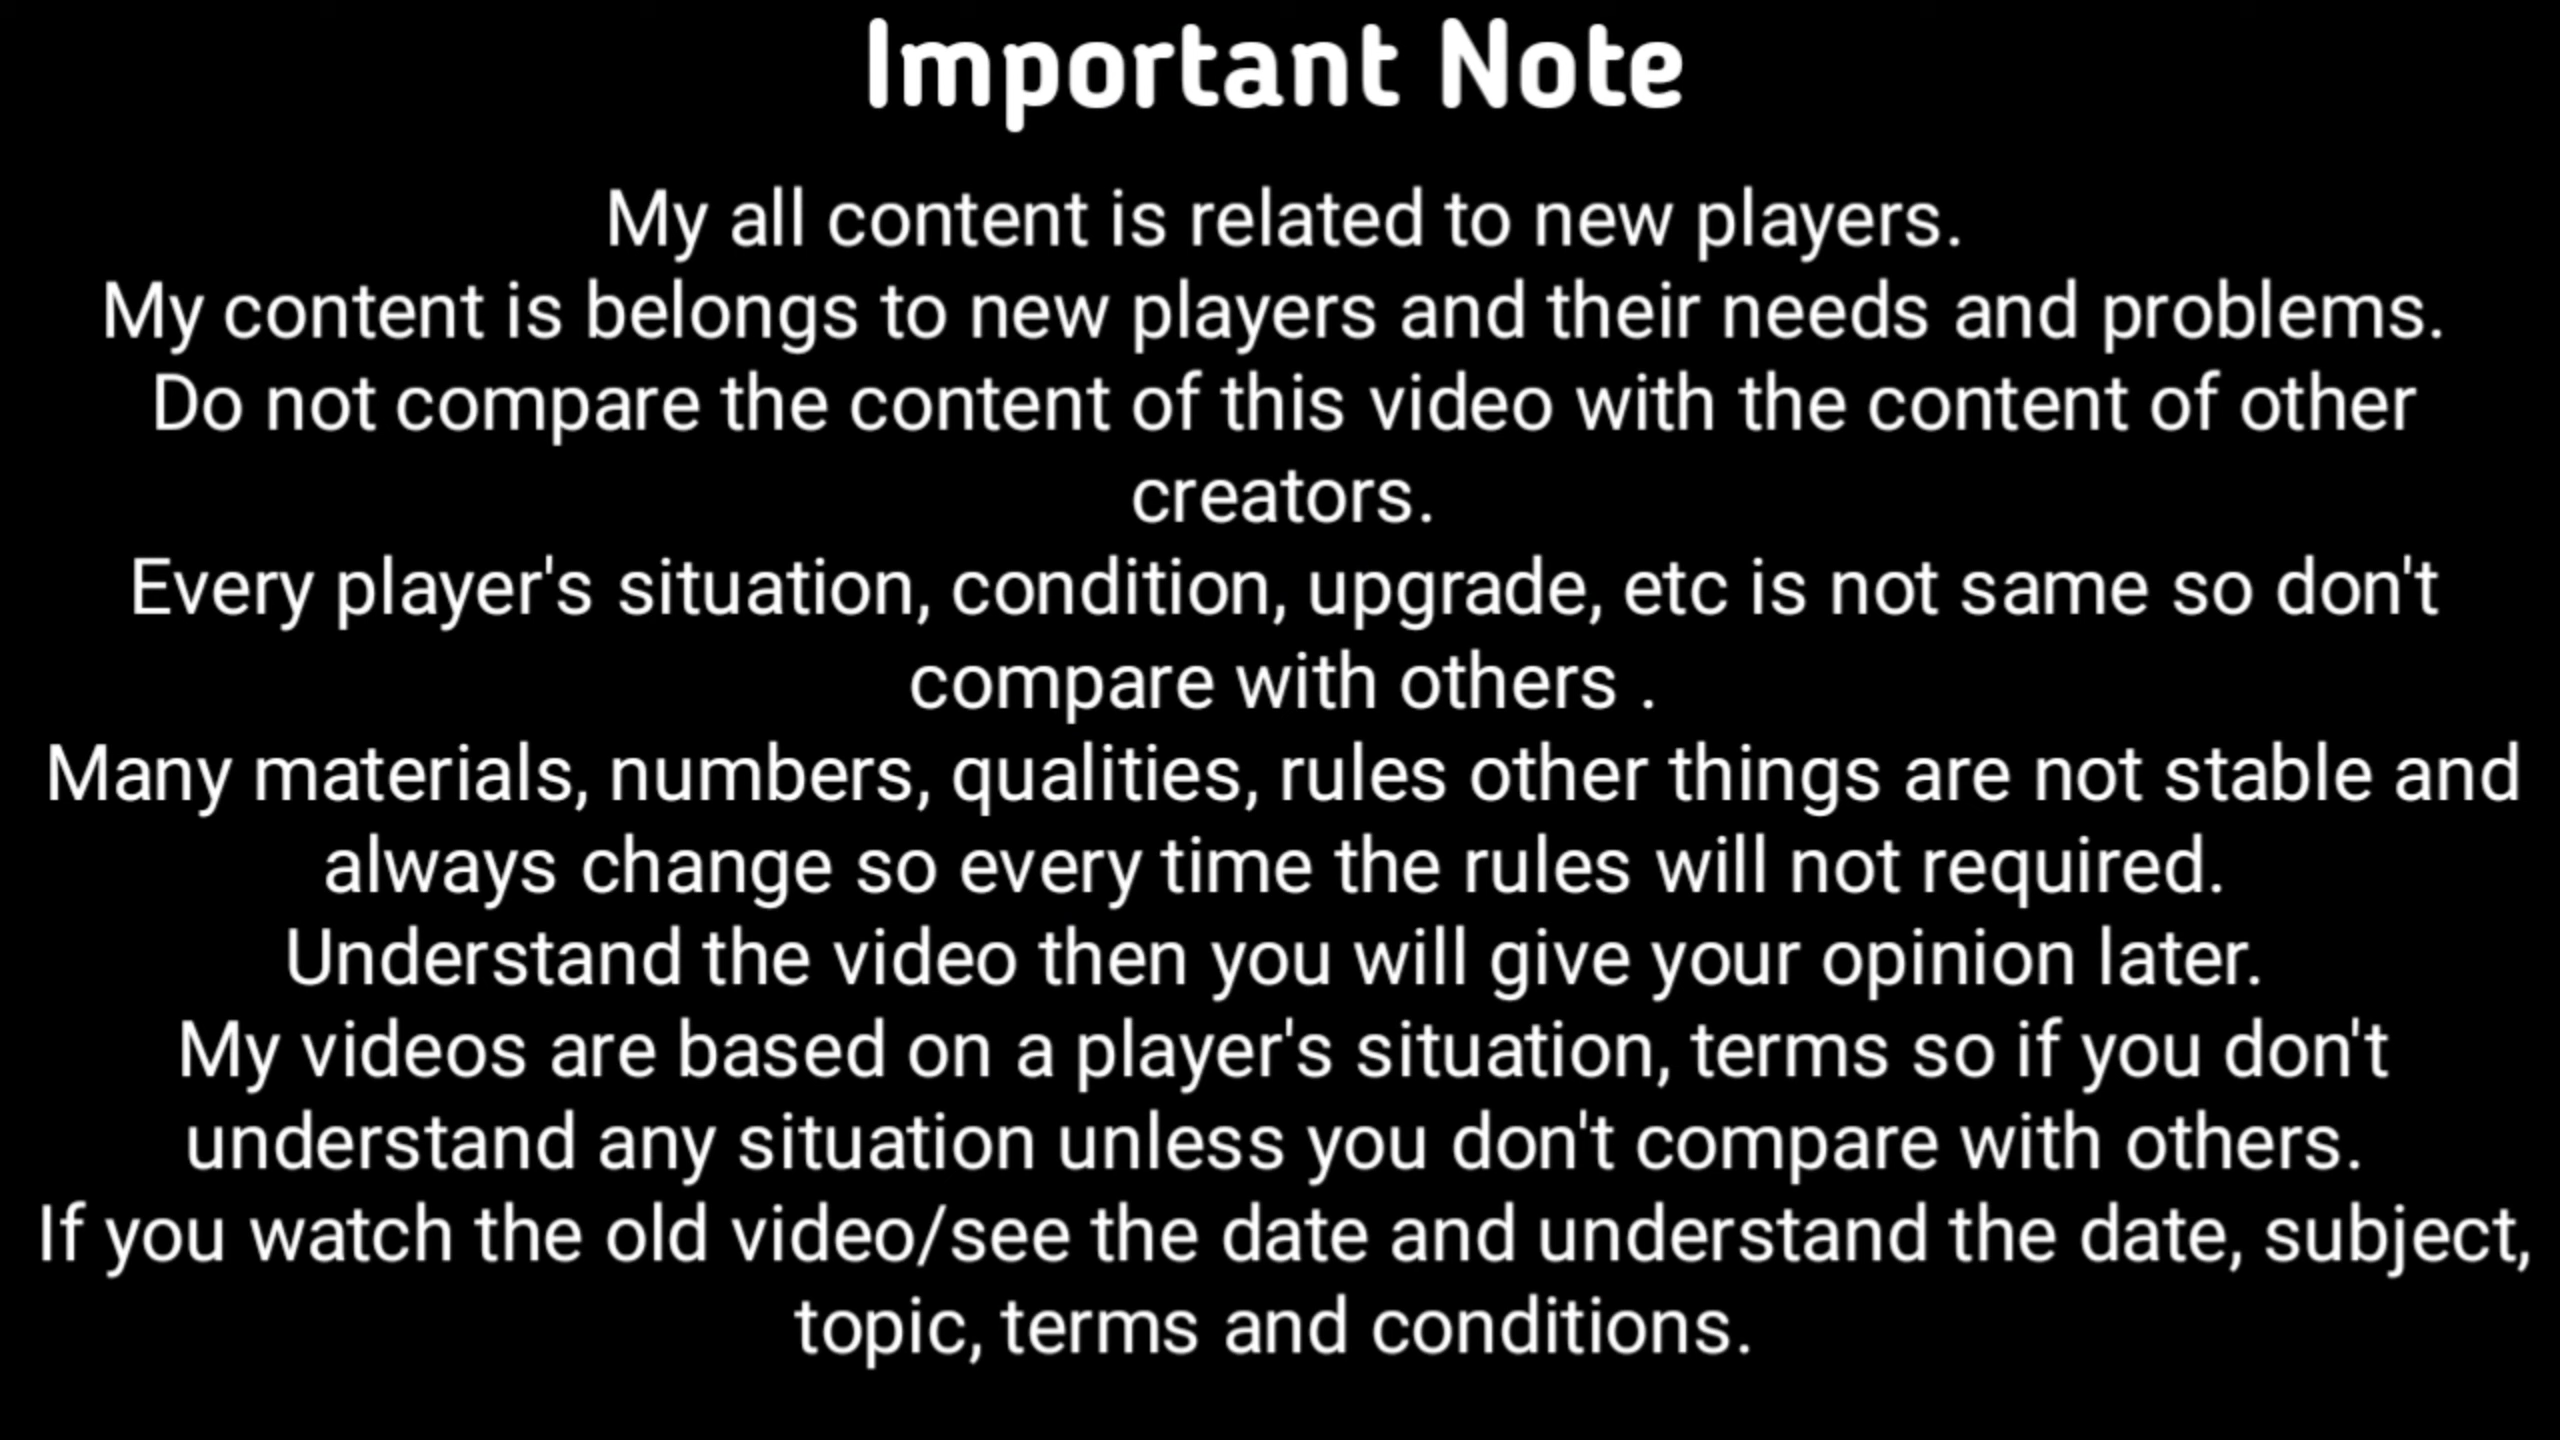 Important Note
My all content is related to new players.
My content is belongs to new players and their needs and problems.
Do not compare the content of this video with the content of other
creators.
Every player's situation, condition, upgrade, etc is not same so don't
compare with others .
Many materials, numbers, qualities, rules other things are not stable and
always change so every time the rules will not required.
Understand the video then you will give your opinion later.
My videos are based on a player's situation, terms so if you don't
understand any situation unless you don't compare with others.
If you watch the old video/see the date and understand the date, subject,
topic, terms and conditions.